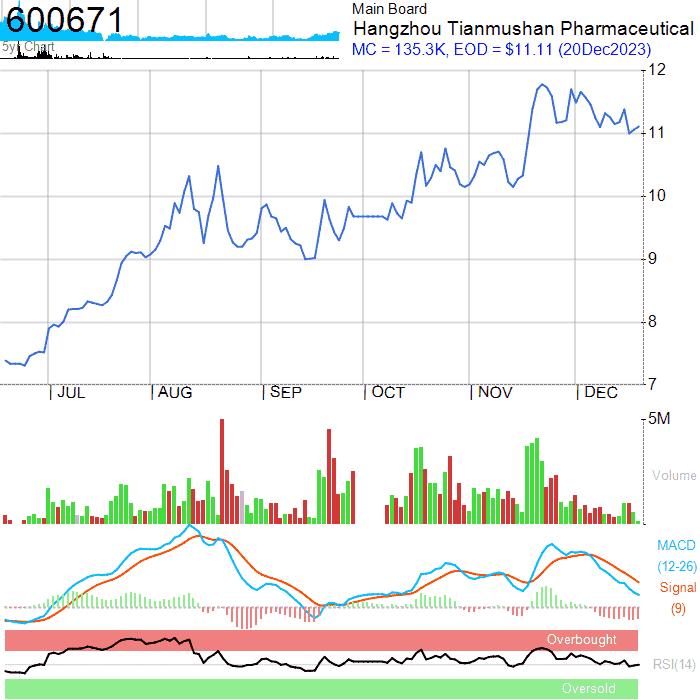 600671
5yr Chart
Main Board
Hangzhou Tianmushan Pharmaceutical
MC = 135.3K, EOD = $11.11 (20Dec2023)
12
11
10
9
8
7
JUL
AUG
SEP
OCT
NOV
DEC
5M
Volume
MACD
(12-26)
Signal
(9)
Overbought
RSI(14)
Oversold